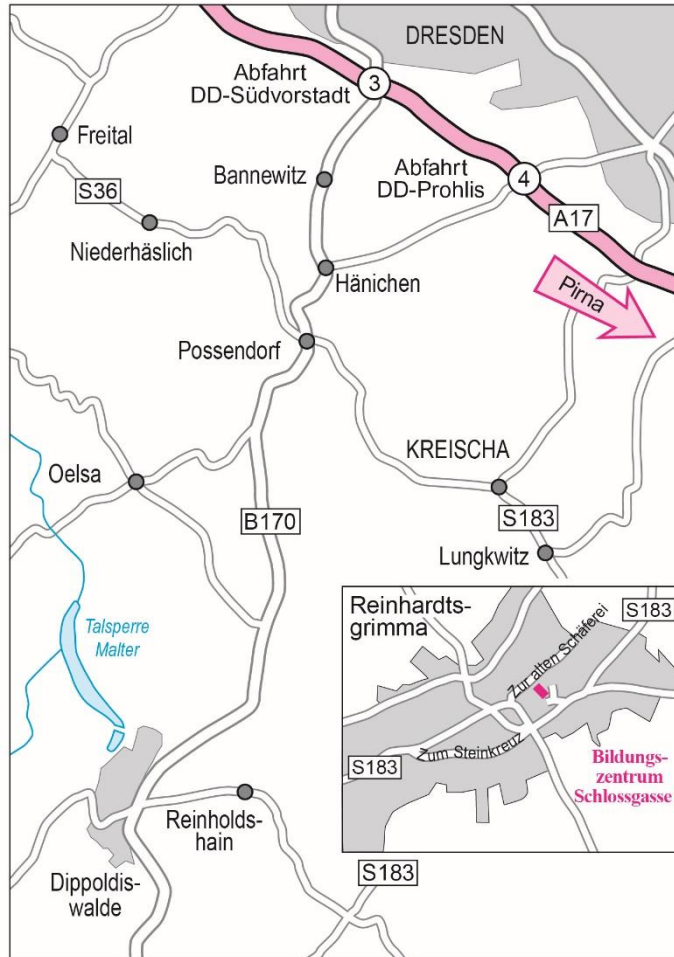 DRESDEN
Abfahrt
DD-Südvorstadt
3
Freital
Bannewitz
Abfahrt
DD-Prohlis
4
S36
A17
Niederhäslich
Hänichen
Pirna
Possendorf
KREISCHA
Oelsa
B170
S183
Lungkwitz
Reinhardts-
grimma
S183
Zur alten Schäferei
Talsperre
Malter
Zum Steinkreuz
S183
Bildungs-
zentrum
Schlossgasse
Reinholds-
hain
S183
Dippoldis-
walde